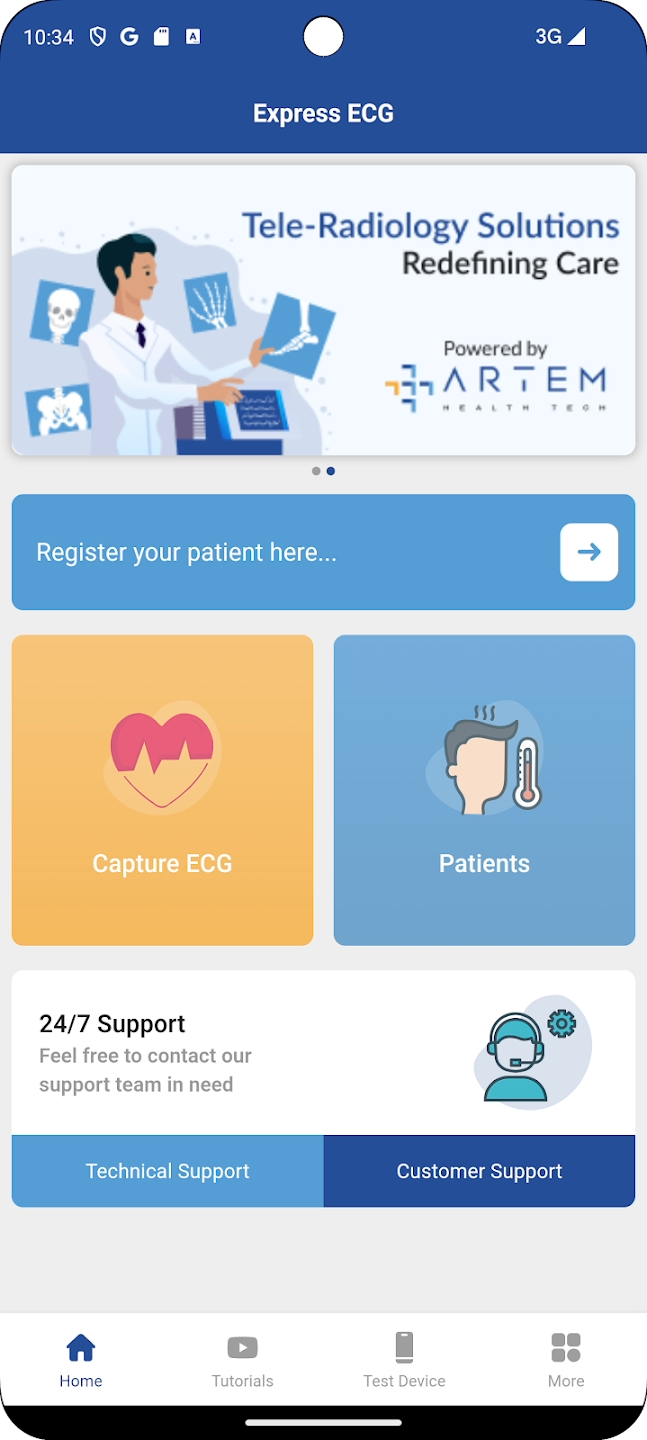 10:34
3G
Express ECG
Tele-Radiology Solutions
Redefining Care
Powered by
ARTEM
HEALTH TECH
Register your patient here...
Capture ECG
Patients
24/7 Support
Feel free to contact our
support team in need
Technical Support
Customer Support
Home
Tutorials
Test Device
More